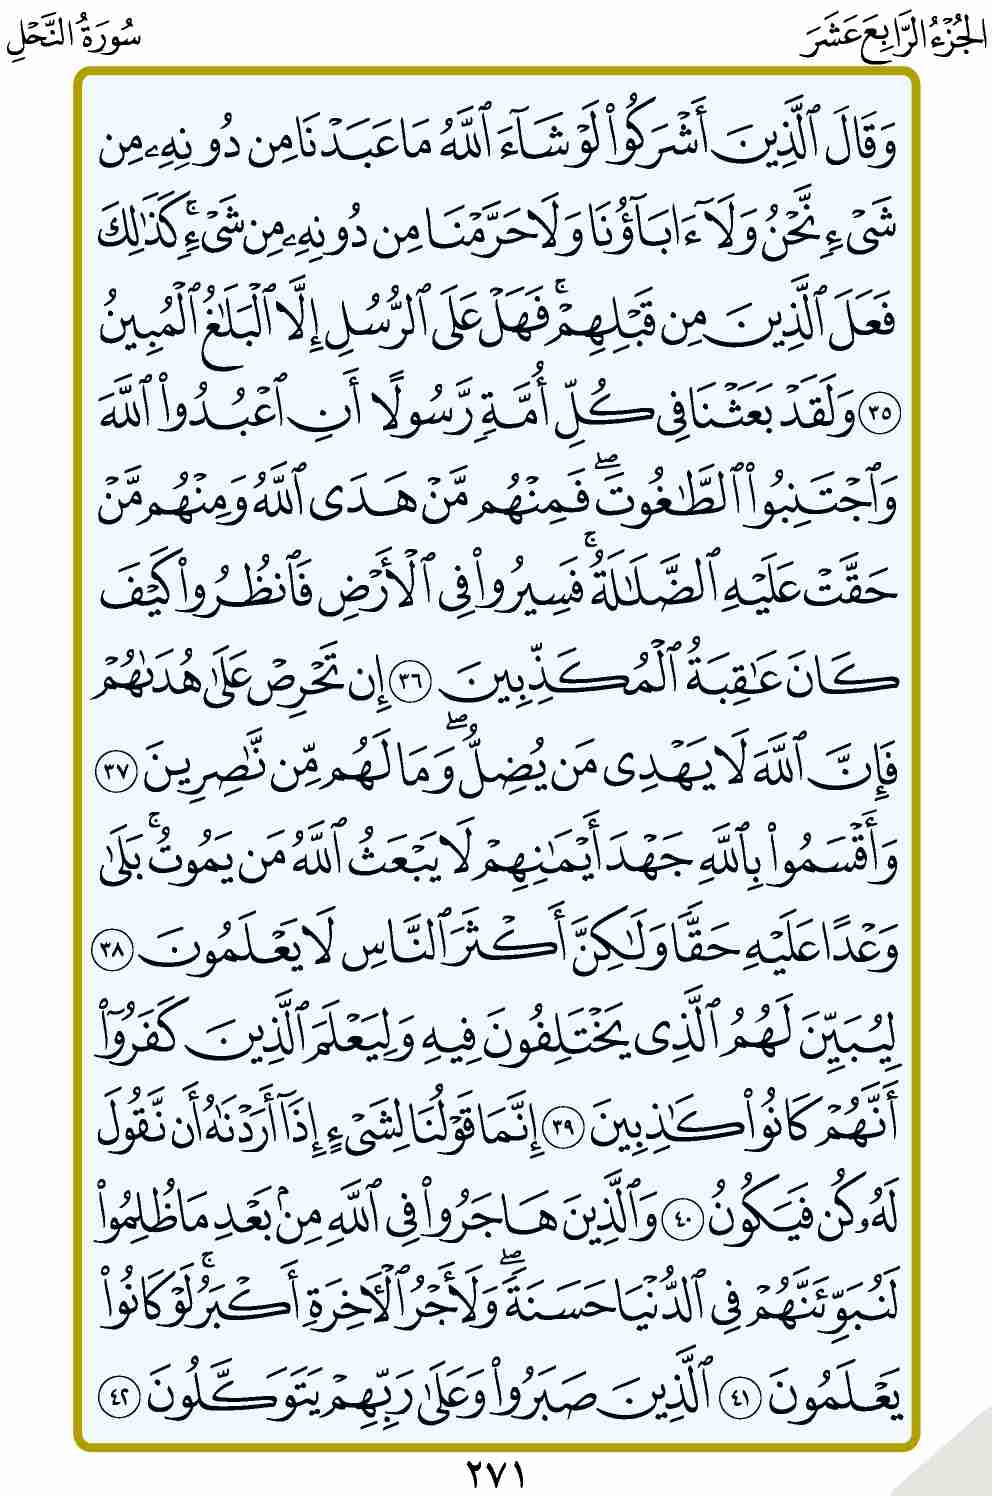 الجُزْءُ الرَّابِعَ عَشَرَ
سُورَةُ النَّحْلِ
وَقَالَ ٱلَّذِينَ أَشْرَكُوا۟ لَوْ شَآءَ ٱللَّهُ مَا عَبَدْنَا مِن دُونِهِۦ مِن
شَىْءٍ نَّحْنُ وَلَآ ءَابَآؤُنَا وَلَا حَرَّمْنَا مِن دُونِهِۦ مِن شَىْءٍ ۚ كَذَٰلِكَ
فَعَلَ ٱلَّذِينَ مِن قَبْلِهِمْ ۚ فَهَلْ عَلَى ٱلرُّسُلِ إِلَّا ٱلْبَلَٰغُ ٱلْمُبِينُ
٣٥ وَلَقَدْ بَعَثْنَا فِى كُلِّ أُمَّةٍ رَّسُولًا أَنِ ٱعْبُدُوا۟ ٱللَّهَ
وَٱجْتَنِبُوا۟ ٱلطَّٰغُوتَ ۖ فَمِنْهُم مَّنْ هَدَى ٱللَّهُ وَمِنْهُم مَّنْ
حَقَّتْ عَلَيْهِ ٱلضَّلَٰلَةُ ۚ فَسِيرُوا۟ فِى ٱلْأَرْضِ فَٱنظُرُوا۟ كَيْفَ
كَانَ عَٰقِبَةُ ٱلْمُكَذِّبِينَ ٣٦ إِن تَحْرِصْ عَلَىٰ هُدَىٰهُمْ
فَإِنَّ ٱللَّهَ لَا يَهْدِى مَن يُضِلُّ ۖ وَمَا لَهُم مِّن نَّٰصِرِينَ ٣٧
وَأَقْسَمُوا۟ بِٱللَّهِ جَهْدَ أَيْمَٰنِهِمْ لَا يَبْعَثُ ٱللَّهُ مَن يَمُوتُ ۚ بَلَىٰ
وَعْدًا عَلَيْهِ حَقًّا وَلَٰكِنَّ أَكْثَرَ ٱلنَّاسِ لَا يَعْلَمُونَ ٣٨
لِيُبَيِّنَ لَهُمُ ٱلَّذِى يَخْتَلِفُونَ فِيهِ وَلِيَعْلَمَ ٱلَّذِينَ كَفَرُوٓا۟
أَنَّهُمْ كَانُوا۟ كَٰذِبِينَ ٣٩ إِنَّمَا قَوْلُنَا لِشَىْءٍ إِذَآ أَرَدْنَٰهُ أَن نَّقُولَ
لَهُۥ كُن فَيَكُونُ ٤٠ وَٱلَّذِينَ هَاجَرُوا۟ فِى ٱللَّهِ مِنۢ بَعْدِ مَا ظُلِمُوا۟
لَنُبَوِّئَنَّهُمْ فِى ٱلدُّنْيَا حَسَنَةً ۖ وَلَأَجْرُ ٱلْءَاخِرَةِ أَكْبَرُ ۚ لَوْ كَانُوا۟
يَعْلَمُونَ ٤١ ٱلَّذِينَ صَبَرُوا۟ وَعَلَىٰ رَبِّهِمْ يَتَوَكَّلُونَ ٤٢
٢٧١